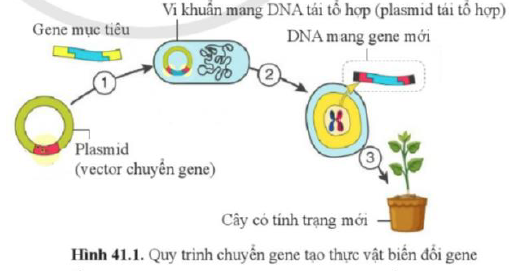 Vi khuẩn mang DNA tái tổ hợp (plasmid tái tổ hợp)
Gene mục tiêu
DNA mang gene mới
1
2
Plasmid
(vector chuyển gene)
3
Cây có tính trạng mới
Hình 41.1. Quy trình chuyển gene tạo thực vật biến đổi gene